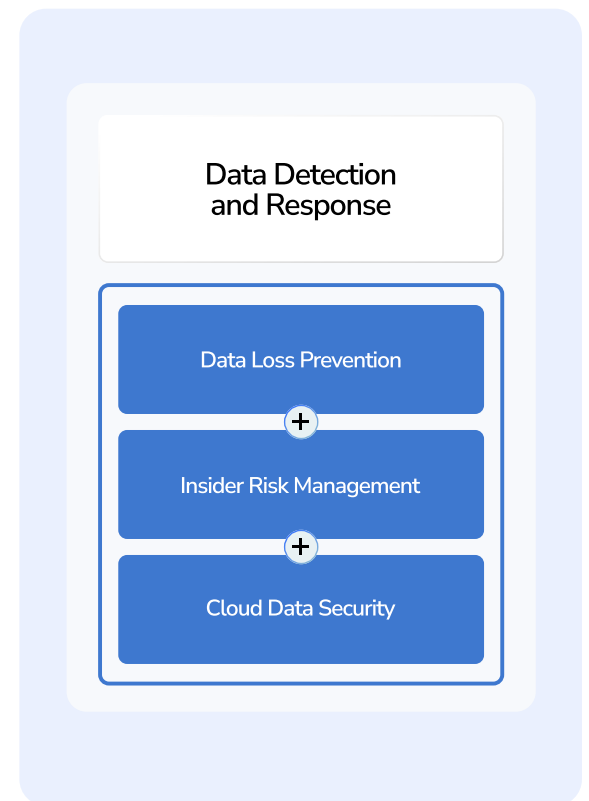 Data Detection
and Response
Data Loss Prevention
+
Insider Risk Management
+
Cloud Data Security